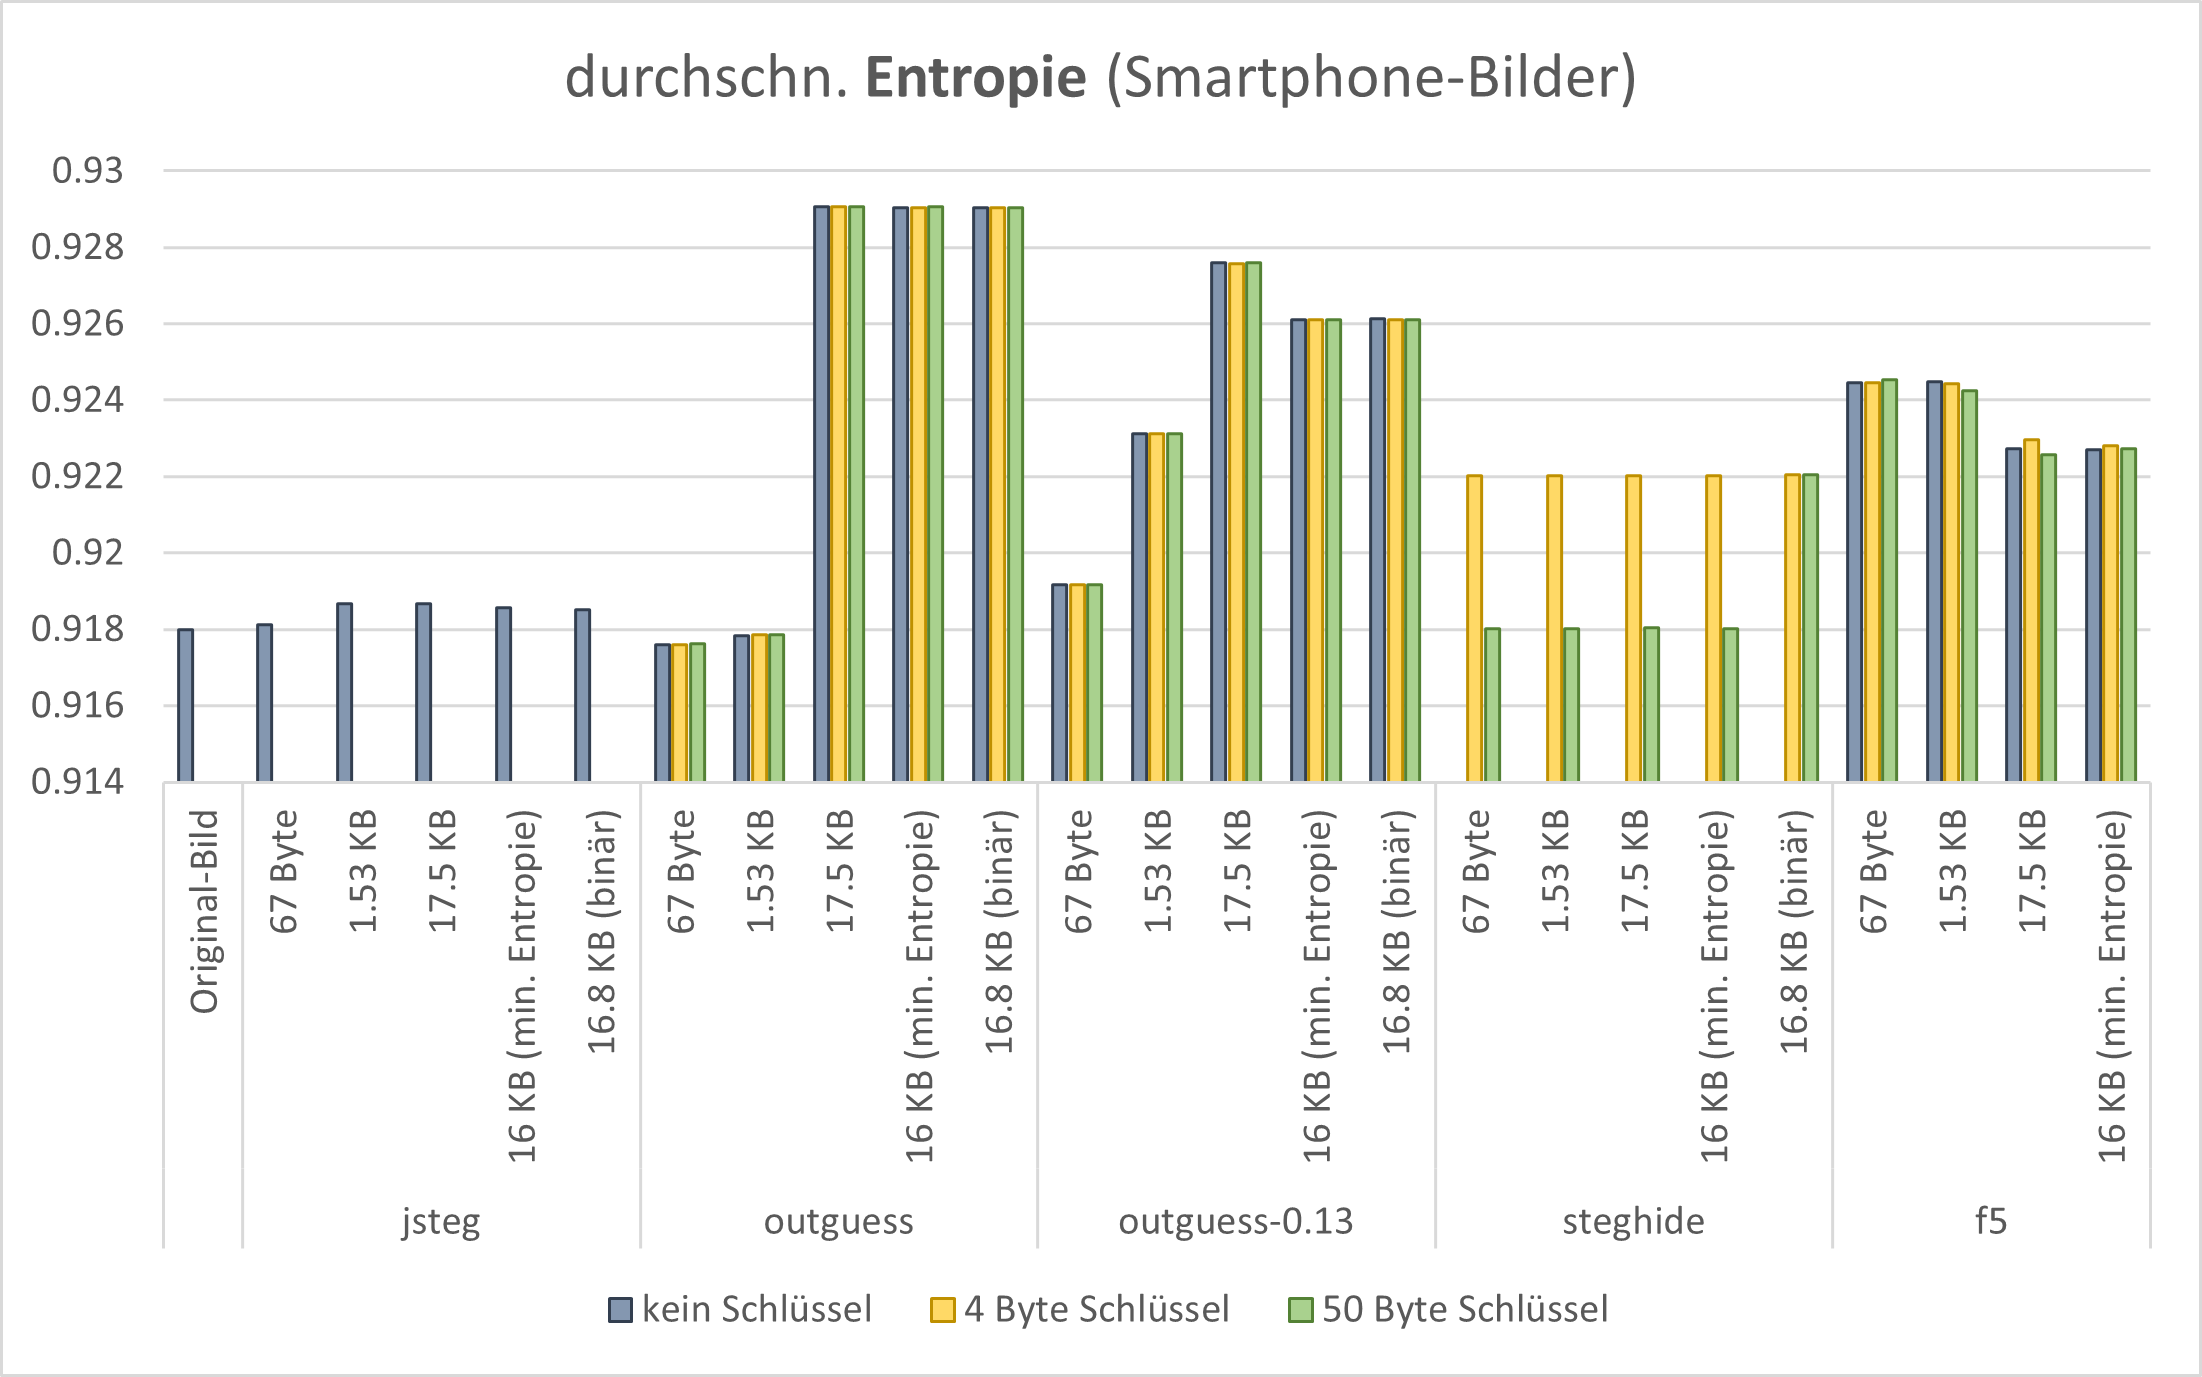 durchschn. Entropie (Smartphone-Bilder)
0.93
0.928
0.926
0.924
0.922
0.92
0.918
0.916
0.914
Original-Bild
67 Byte
1.53 KB
17.5 KB
16 KB (min. Entropie)
16.8 KB (binär)
67 Byte
1.53 KB
17.5 KB
16 KB (min. Entropie)
16.8 KB (binär)
67 Byte
1.53 KB
17.5 KB
16 KB (min. Entropie)
16.8 KB (binär)
67 Byte
1.53 KB
17.5 KB
16 KB (min. Entropie)
16.8 KB (binär)
67 Byte
1.53 KB
17.5 KB
16 KB (min. Entropie)
jsteg
outguess
outguess-0.13
steghide
f5
kein Schlüssel
4 Byte Schlüssel
50 Byte Schlüssel